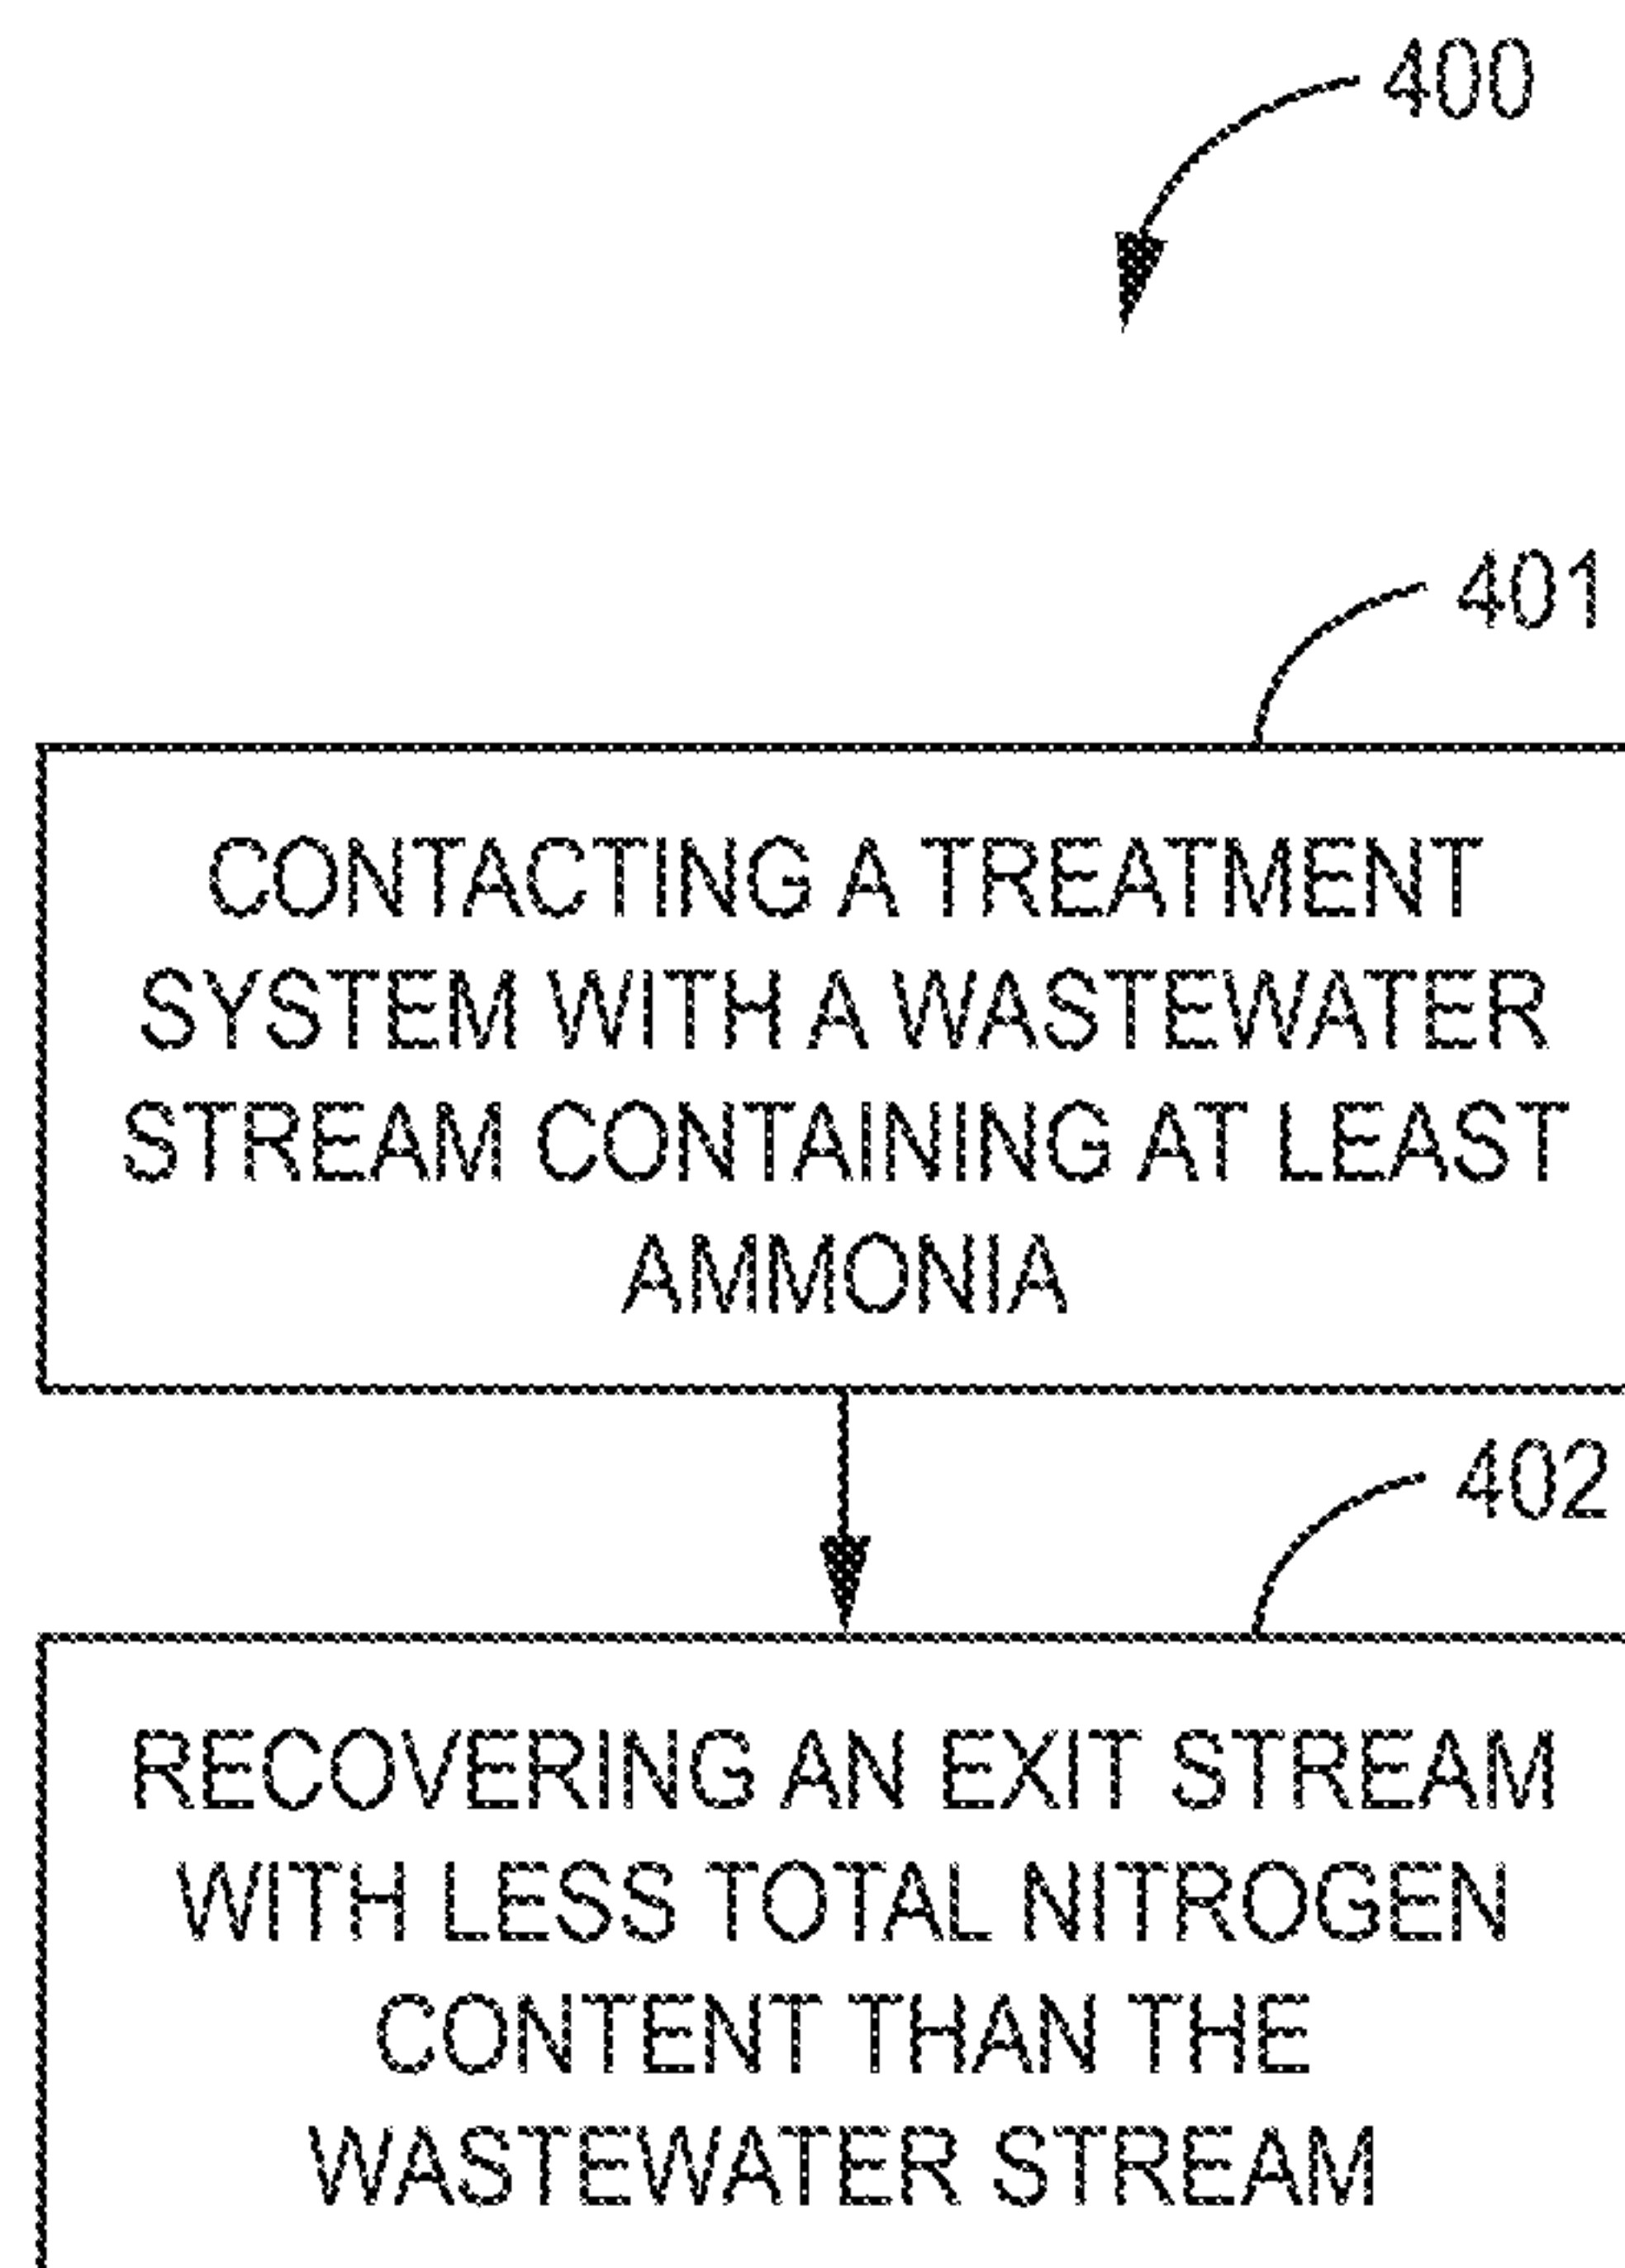 400
401
CONTACTING A TREATMENT
SYSTEM WITH A WASTEWATER
STREAM CONTAINING AT LEAST
AMMONIA
402
RECOVERING AN EXIT STREAM
WITH LESS TOTAL NITROGEN
CONTENT THAN THE
WASTEWATER STREAM